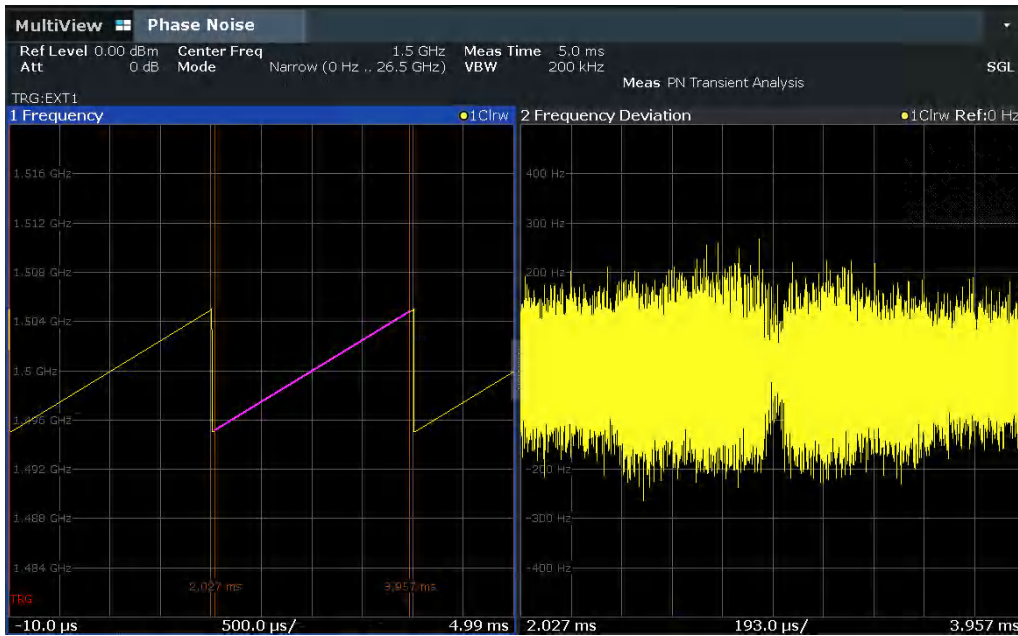 MultiView Phase Noise
Ref Level 0.00 dBm Center Freq 1.5 GHz Meas Time 5.0 ms
Att 0 dB Mode Narrow (0 Hz .. 26.5 GHz) VBW 200 kHz
Meas PN Transient Analysis
SGL
TRG:EXT1
1 Frequency 1Clrw
1.516 GHz
1.512 GHz
1.508 GHz
1.504 GHz
1.5 GHz
1.496 GHz
1.492 GHz
1.488 GHz
1.484 GHz
2,027 ms 3,957 ms
TRG
-10.0 µs 500.0 µs/ 4.99 ms
2 Frequency Deviation 1Clrw Ref:0 Hz
400 Hz
300 Hz
200 Hz
-200 Hz
-300 Hz
-400 Hz
2.027 ms 193.0 µs/ 3.957 ms